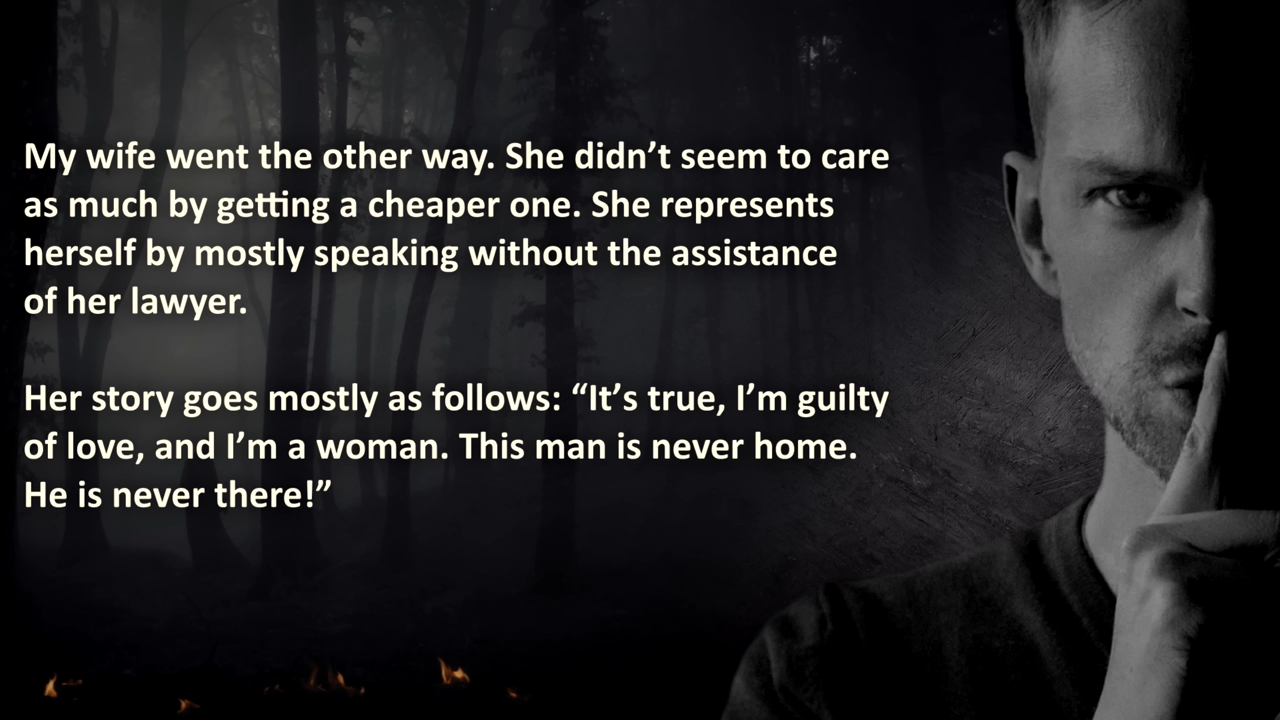 My wife went the other way. She didn’t seem to care
as much by getting a cheaper one. She represents
herself by mostly speaking without the assistance
of her lawyer.
Her story goes mostly as follows: “It’s true, I’m guilty
of love, and I’m a woman. This man is never home.
He is never there!”